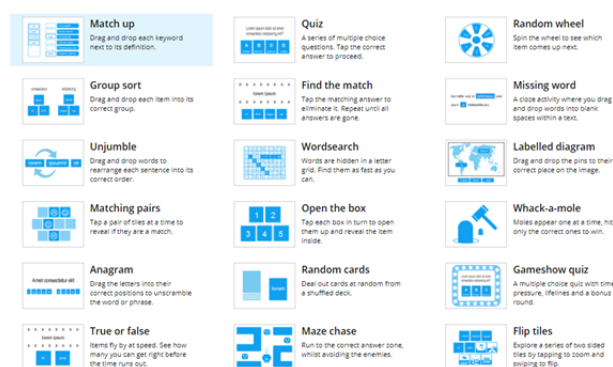 Match up
Drag and drop each keyword
next to its definition.
Quiz
A series of multiple choice
questions. Tap the correct
answer to proceed.
Random wheel
Spin the wheel to see which
item comes up next.
Group sort
Drag and drop each item into its
correct group.
Find the match
Tap the matching answer to
eliminate it. Repeat until all
answers are gone.
Missing word
A cloze activity where you drag
and drop words into blank
spaces within a text.
Unjumble
Drag and drop words to
rearrange each sentence into its
correct order.
Wordsearch
Words are hidden in a letter
grid. Find them as fast as you
can.
Labelled diagram
Drag and drop the pins to their
correct place on the image.
Matching pairs
Tap a pair of tiles at a time to
reveal if they are a match.
1 2
3 4 5
Open the box
Tap each box in turn to open
them up and reveal the item
inside.
Whack-a-mole
Moles appear one at a time, hit
only the correct ones to win.
Anagram
Drag the letters into their
correct positions to unscramble
the word or phrase.
Random cards
Deal out cards at random from
a shuffled deck.
Gameshow quiz
A multiple choice quiz with time
pressure, lifelines and a bonus
round.
True or false
Items fly by at speed. See how
many you can get right before
the time runs out.
Maze chase
Run to the correct answer zone,
whilst avoiding the enemies.
Flip tiles
Explore a series of two sided
tiles by tapping to zoom and
swiping to flip.